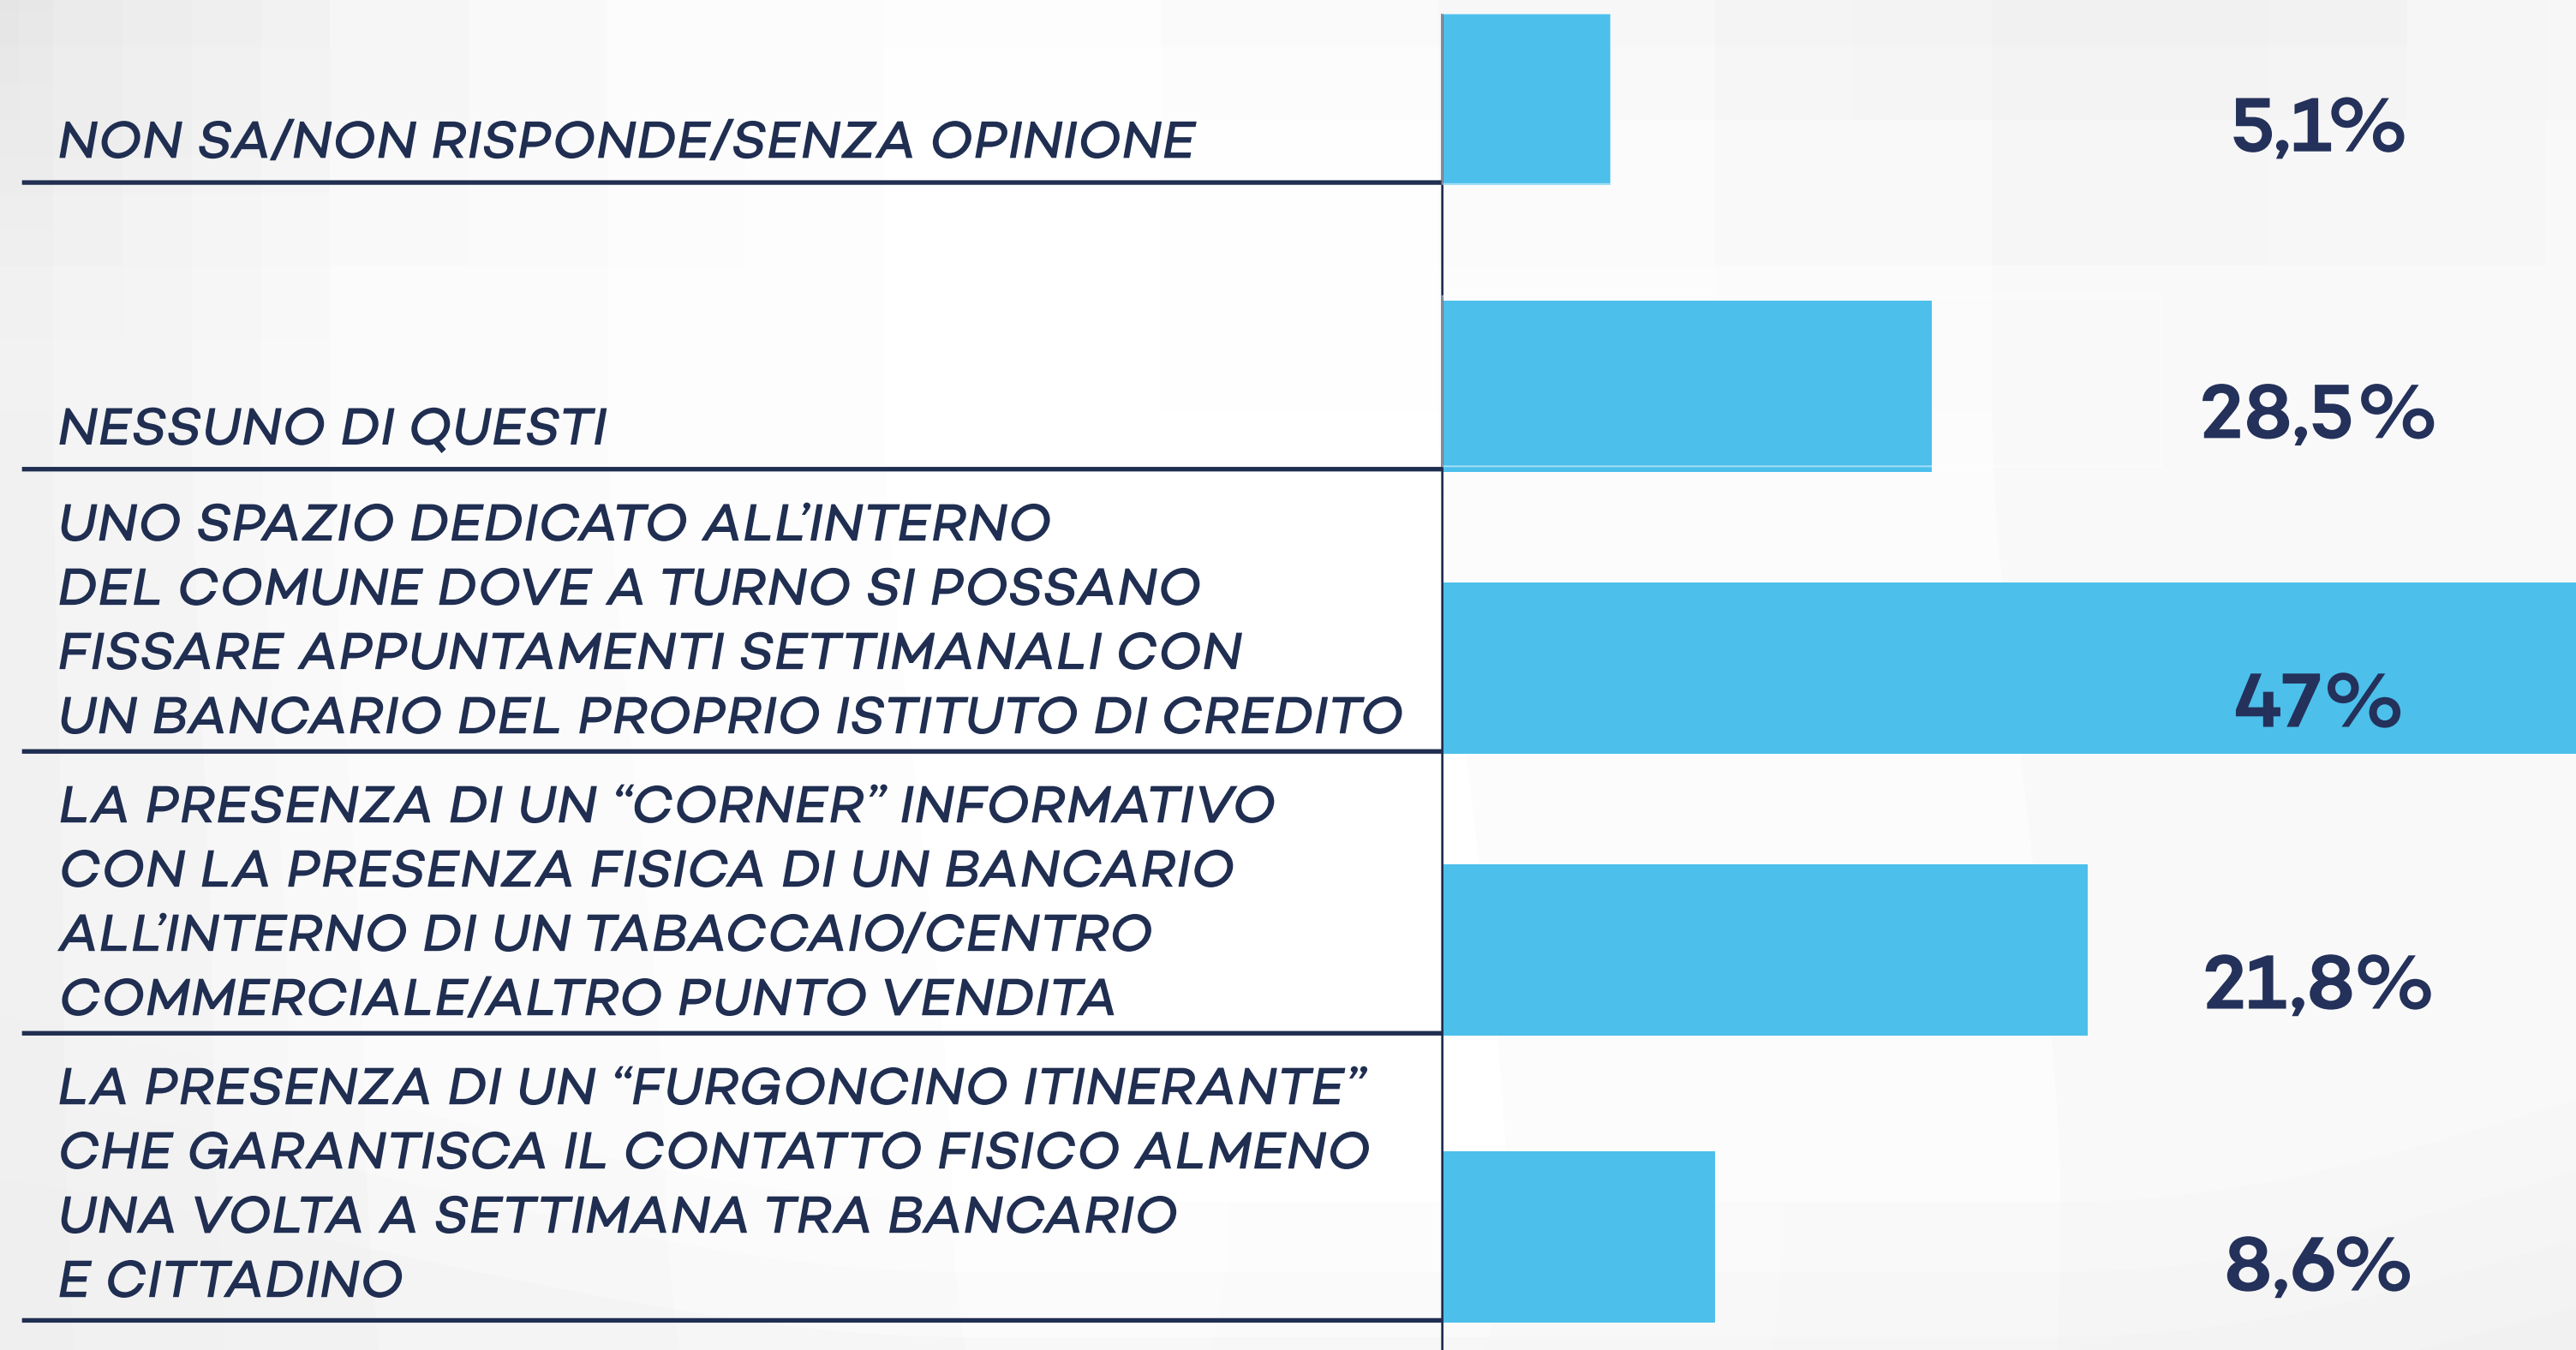 NON SA/NON RISPONDE/SENZA OPINIONE
5,1%
NESSUNO DI QUESTI
28,5%
UNO SPAZIO DEDICATO ALL’INTERNO
DEL COMUNE DOVE A TURNO SI POSSANO
FISSARE APPUNTAMENTI SETTIMANALI CON
UN BANCARIO DEL PROPRIO ISTITUTO DI CREDITO
47%
LA PRESENZA DI UN “CORNER” INFORMATIVO
CON LA PRESENZA FISICA DI UN BANCARIO
ALL’INTERNO DI UN TABACCAIO/CENTRO
COMMERCIALE/ALTRO PUNTO VENDITA
21,8%
LA PRESENZA DI UN “FURGONCINO ITINERANTE”
CHE GARANTISCA IL CONTATTO FISICO ALMENO
UNA VOLTA A SETTIMANA TRA BANCARIO
E CITTADINO
8,6%